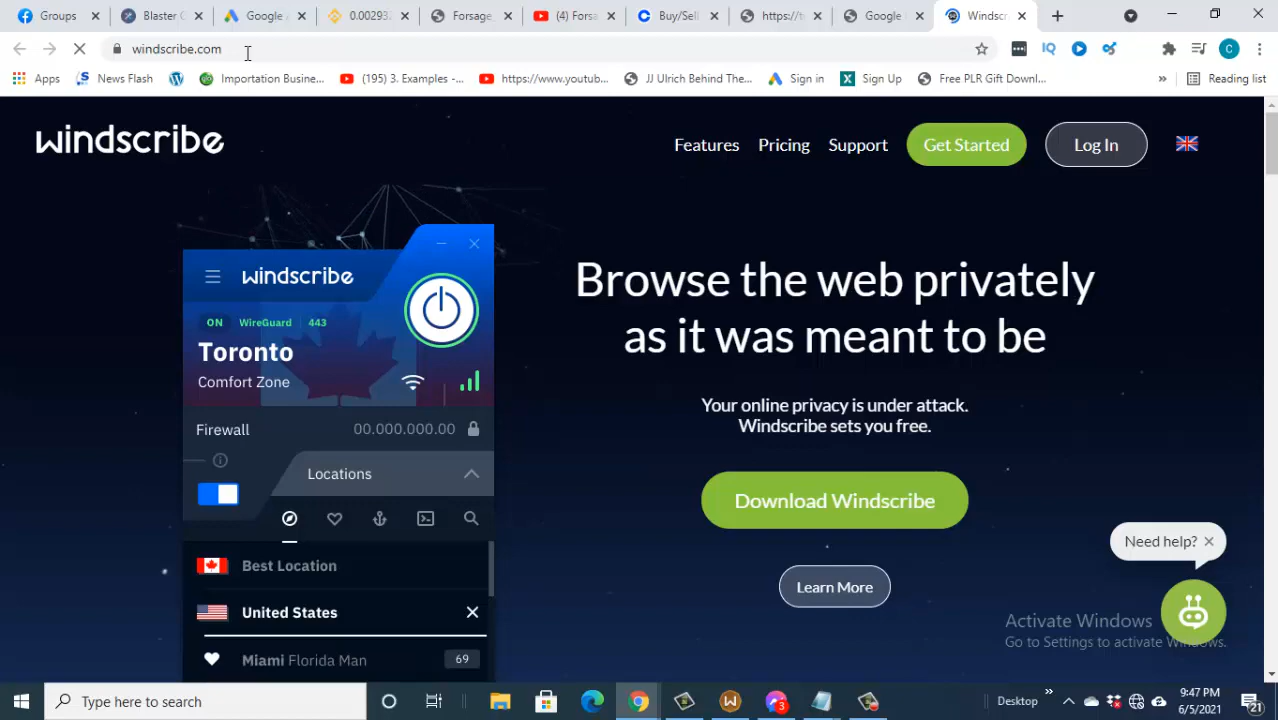 Groups
Blaster C
Google A
0.00293
Forsage,
(4) Forsa
Buy/Sell
https://t
Google
Windscr
windscribe.com
Apps
News Flash
Importation Busine...
(195) 3. Examples -...
https://www.youtub...
JJ Ulrich Behind The...
Sign in
Sign Up
Free PLR Gift Downl...
»
Reading list
windscribe
Features
Pricing
Support
Get Started
Log In
windscribe
ON WireGuard 443
Toronto
Comfort Zone
Firewall 00.000.000.00
Locations
Best Location
United States
Miami Florida Man 69
Browse the web privately
as it was meant to be
Your online privacy is under attack.
Windscribe sets you free.
Download Windscribe
Learn More
Need help?
Activate Windows
Go to Settings to activate Windows.
Type here to search
Desktop
»
9:47 PM
6/5/2021
3
21